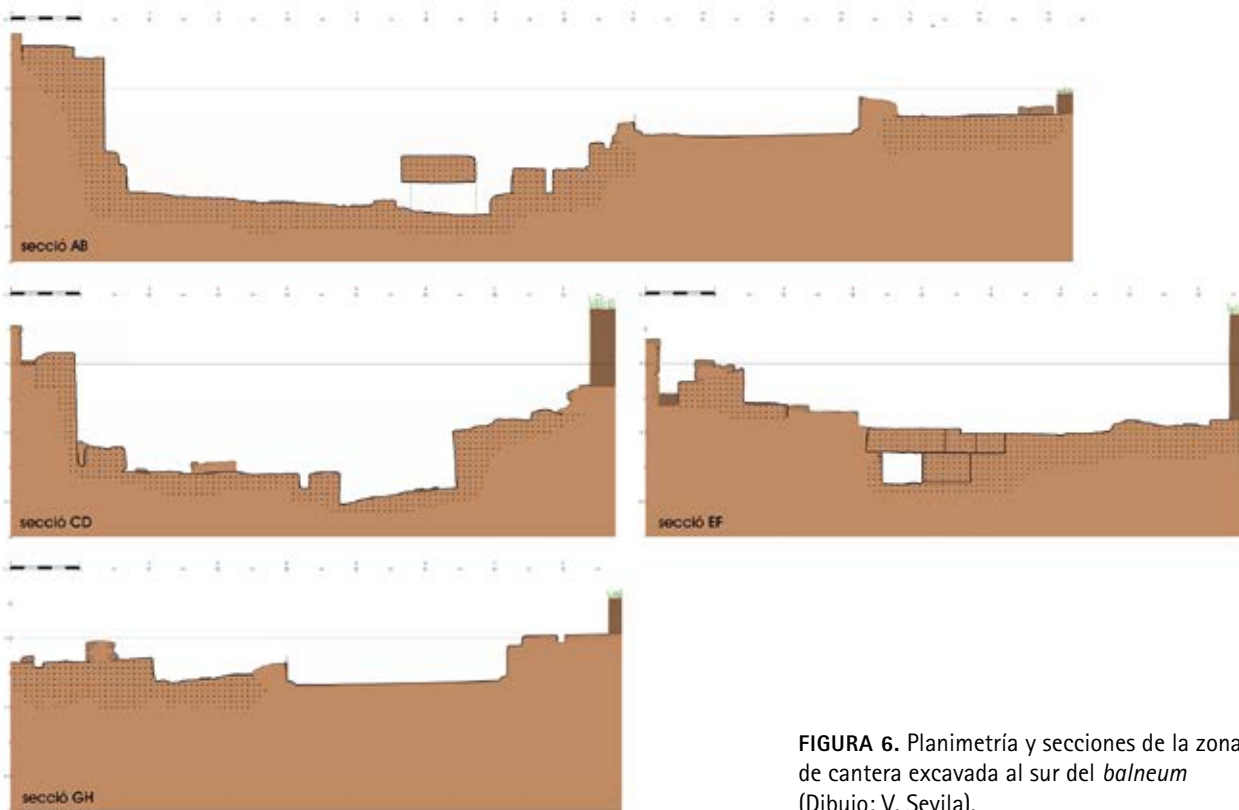 secció AB
secció CD
secció EF
secció GH
FIGURA 6. Planimetría y secciones de la zona
de cantera excavada al sur del balneum
(Dibujo: V. Sevila).